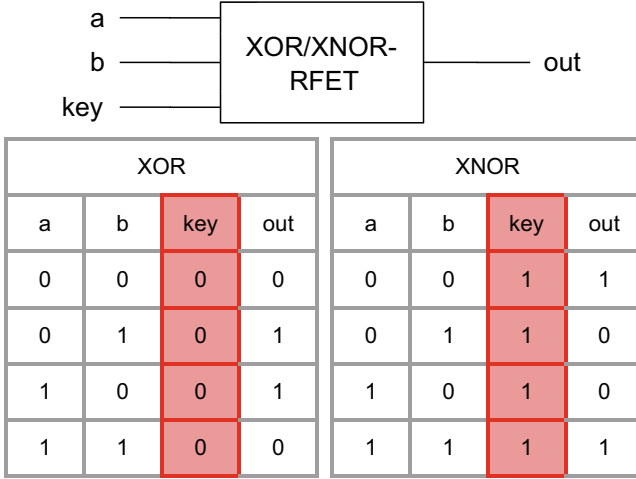 a
b
key
XOR/XNOR-
RFET
out
XOR
a b key out
0 0 0 0
0 1 0 1
1 0 0 1
1 1 0 0
XNOR
a b key out
0 0 1 1
0 1 1 0
1 0 1 0
1 1 1 1